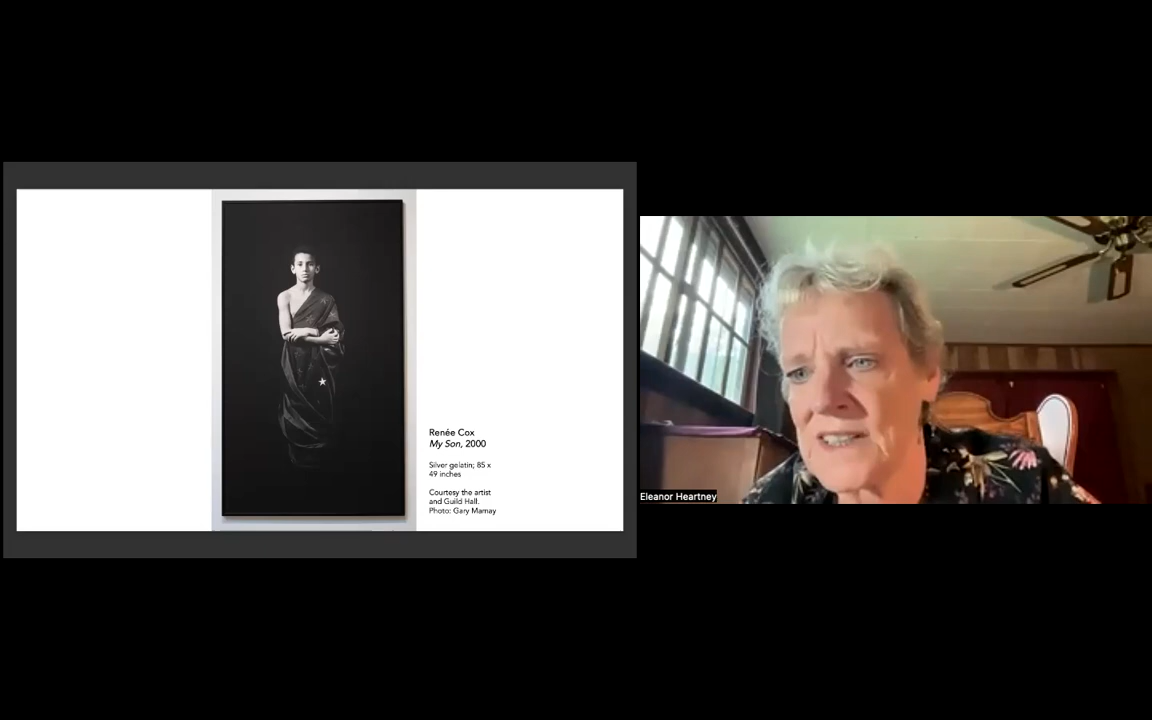 Renée Cox
My Son, 2000
Silver gelatin; 85 x
49 inches
Courtesy the artist
and Guild Hall.
Photo: Gary Mamay
Eleanor Heartney